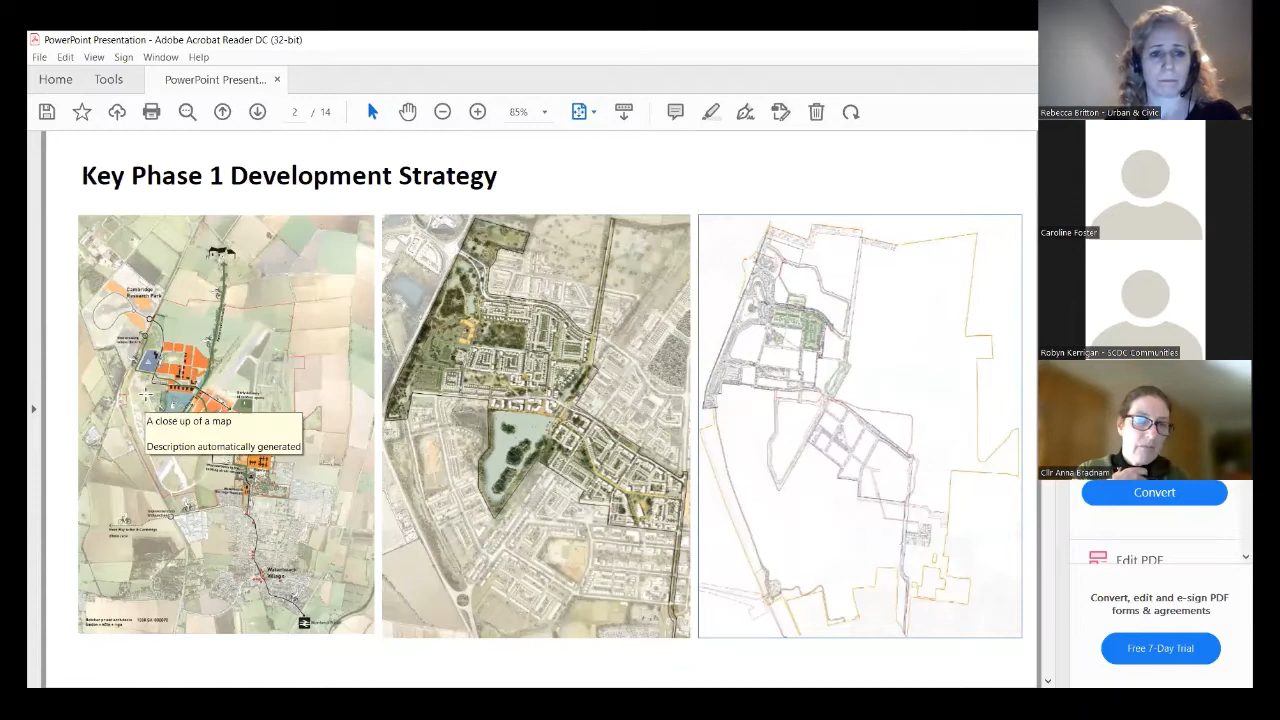 PowerPoint Presentation - Adobe Acrobat Reader DC (32-bit)
File Edit View Sign Window Help
Home Tools PowerPoint Present... ×
2 / 14 85%
Key Phase 1 Development Strategy
Cambridge
Research Park
A close up of a map
Description automatically generated
Waterbeach
Village
Rebecca Britton - Urban & Civic
Caroline Foster
Robyn Kerrigan - SCDC Communities
Cllr Anna Bradnam
Convert
Edit PDF
Convert, edit and e-sign PDF
forms & agreements
Free 7-Day Trial